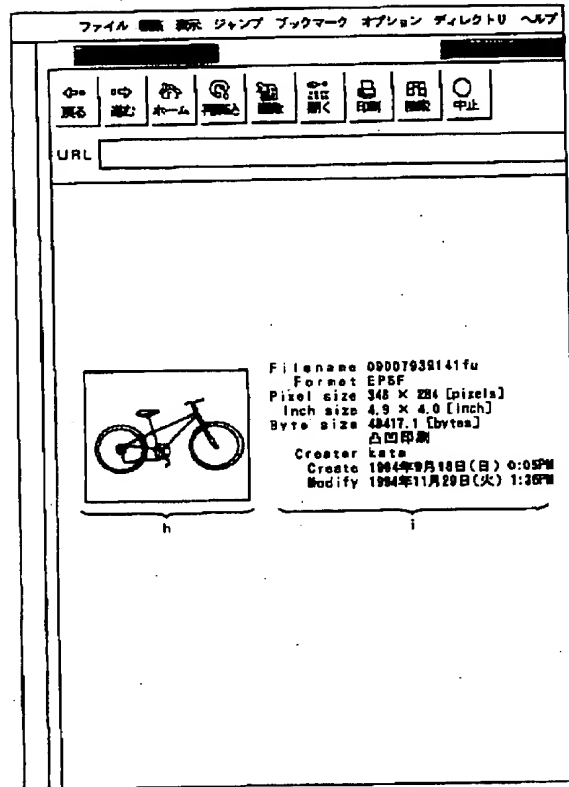 ファイル 編集 表示 ジャンプ ブックマーク オプション ディレクトリ ヘルプ
戻る 進む ホーム 再読込 画像 開く 印刷 検索 中止
URL
Filename 09007939141fu
Format EPSF
Pixel size 348 × 284 [pixels]
Inch size 4.9 × 4.0 [inch]
Byte size 48417.1 [bytes]
凸凹印刷
Creater kata
Create 1994年9月18日(日) 0:05PM
Modify 1994年11月29日(火) 1:36PM
h i